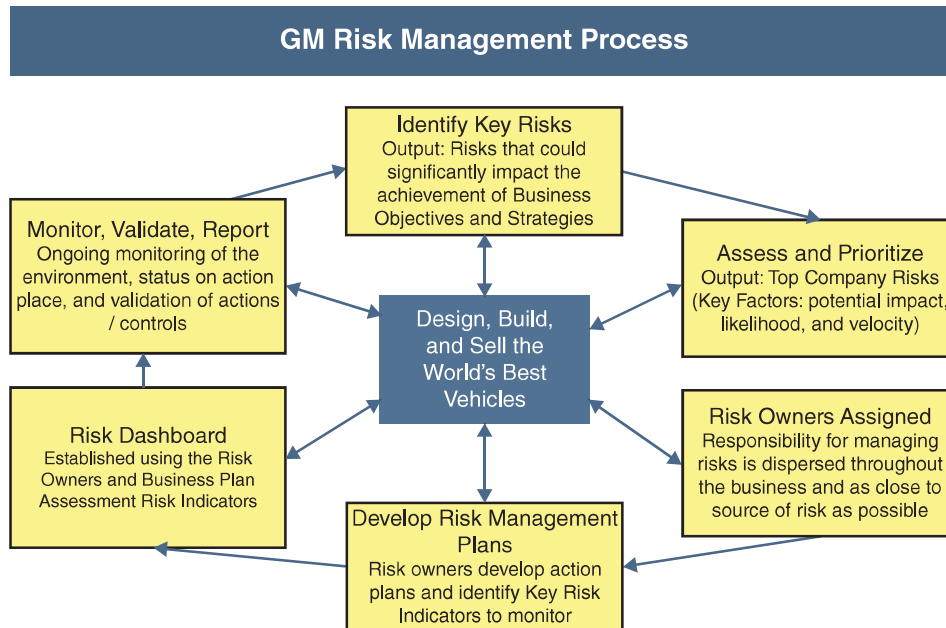 GM Risk Management Process
Identify Key Risks
Output: Risks that could
significantly impact the
achievement of Business
Objectives and Strategies
Assess and Prioritize
Output: Top Company Risks
(Key Factors: potential impact,
likelihood, and velocity)
Risk Owners Assigned
Responsibility for managing
risks is dispersed throughout
the business and as close to
source of risk as possible
Develop Risk Management
Plans
Risk owners develop action
plans and identify Key Risk
Indicators to monitor
Risk Dashboard
Established using the Risk
Owners and Business Plan
Assessment Risk Indicators
Monitor, Validate, Report
Ongoing monitoring of the
environment, status on action
place, and validation of actions
/ controls
Design, Build,
and Sell the
World's Best
Vehicles